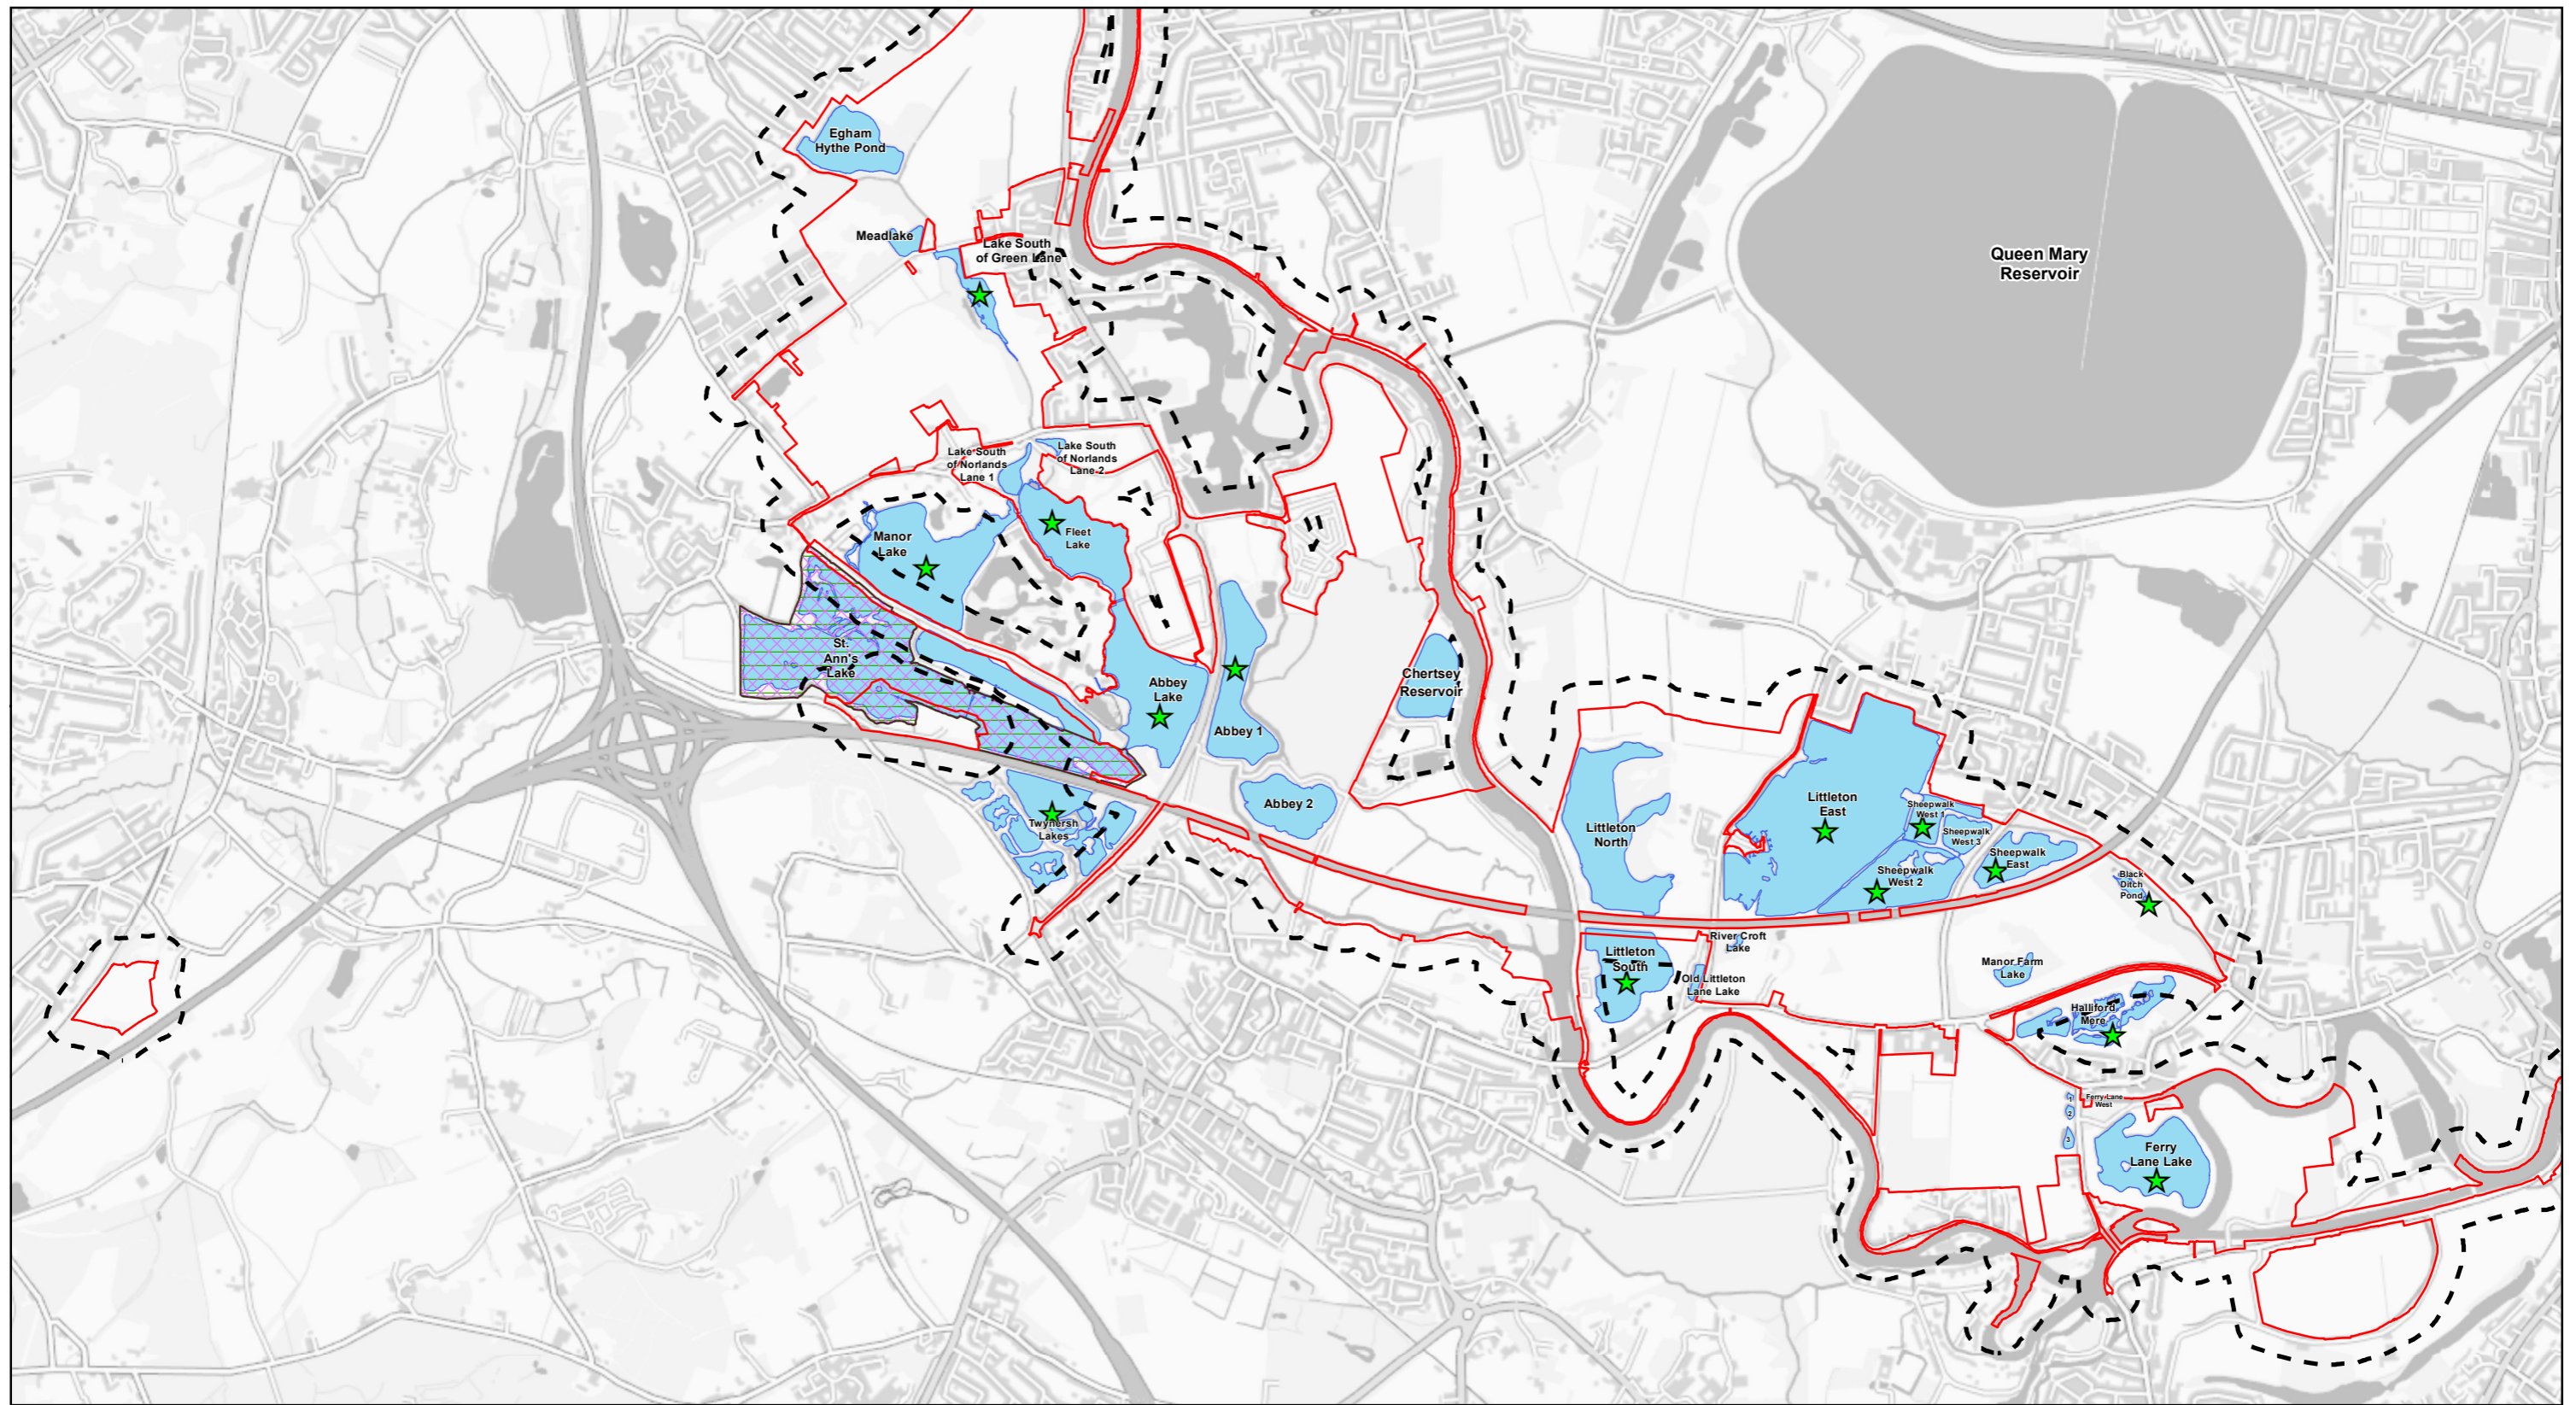 Egham
Hythe Pond
Meadlake
Lake South
of Green Lane
Queen Mary
Reservoir
Lake South
of Norlands
Lane 1
Lake South
of Norlands
Lane 2
Manor
Lake
Fleet
Lake
St.
Ann's
Lake
Abbey
Lake
Abbey 1
Chertsey
Reservoir
Abbey 2
Twynersh
Lakes
Littleton
North
Littleton
East
Sheepwalk
West 1
Sheepwalk
West 3
Sheepwalk
East
Sheepwalk
West 2
Black
Ditch
Pond
Littleton
South
River Croft
Lake
Old Littleton
Lane Lake
Manor Farm
Lake
Halliford
Mere
Ferry Lane
West
1
2
3
Ferry
Lane Lake